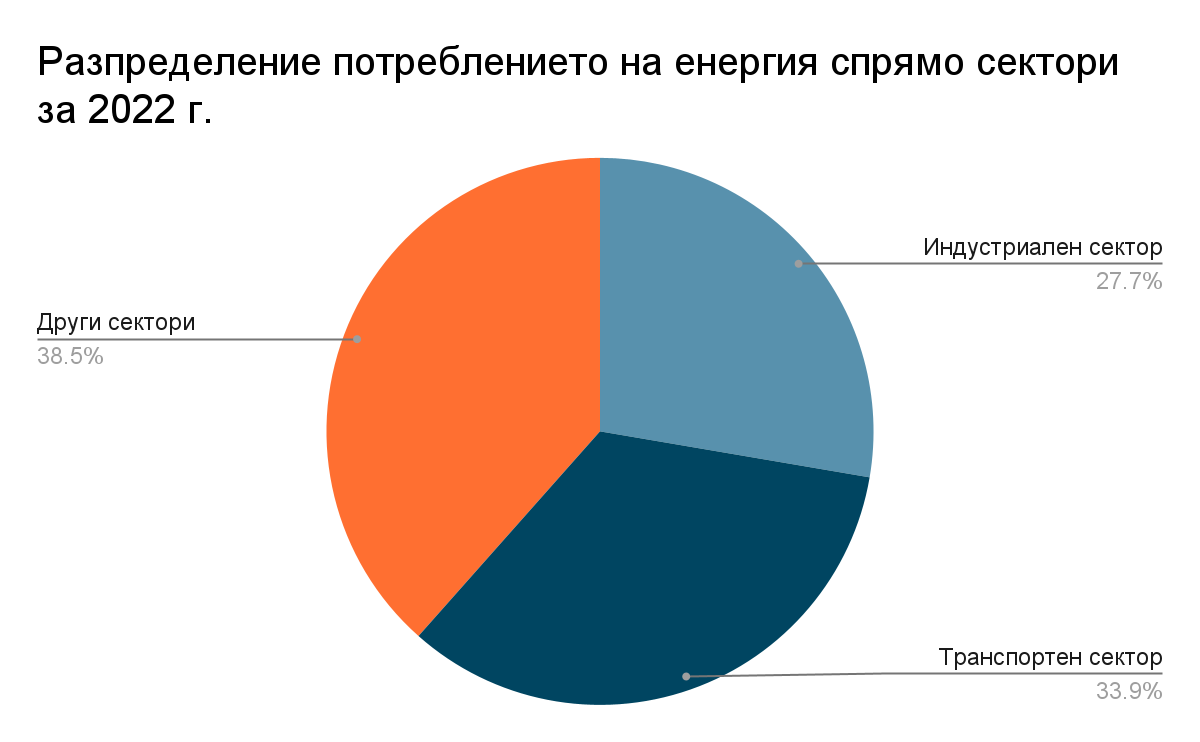 Разпределение потреблението на енергия спрямо сектори
за 2022 г.
Индустриален сектор
27.7%
Други сектори
38.5%
Транспортен сектор
33.9%